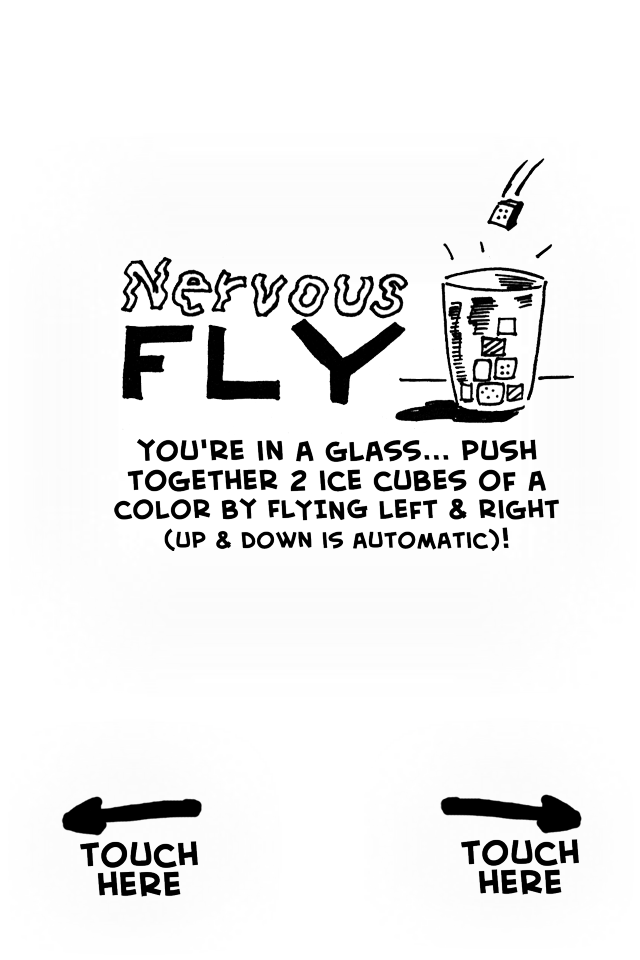 Nervous
FLY
YOU'RE IN A GLASS... PUSH
TOGETHER 2 ICE CUBES OF A
COLOR BY FLYING LEFT & RIGHT
(UP & DOWN IS AUTOMATIC)!
TOUCH
HERE
TOUCH
HERE